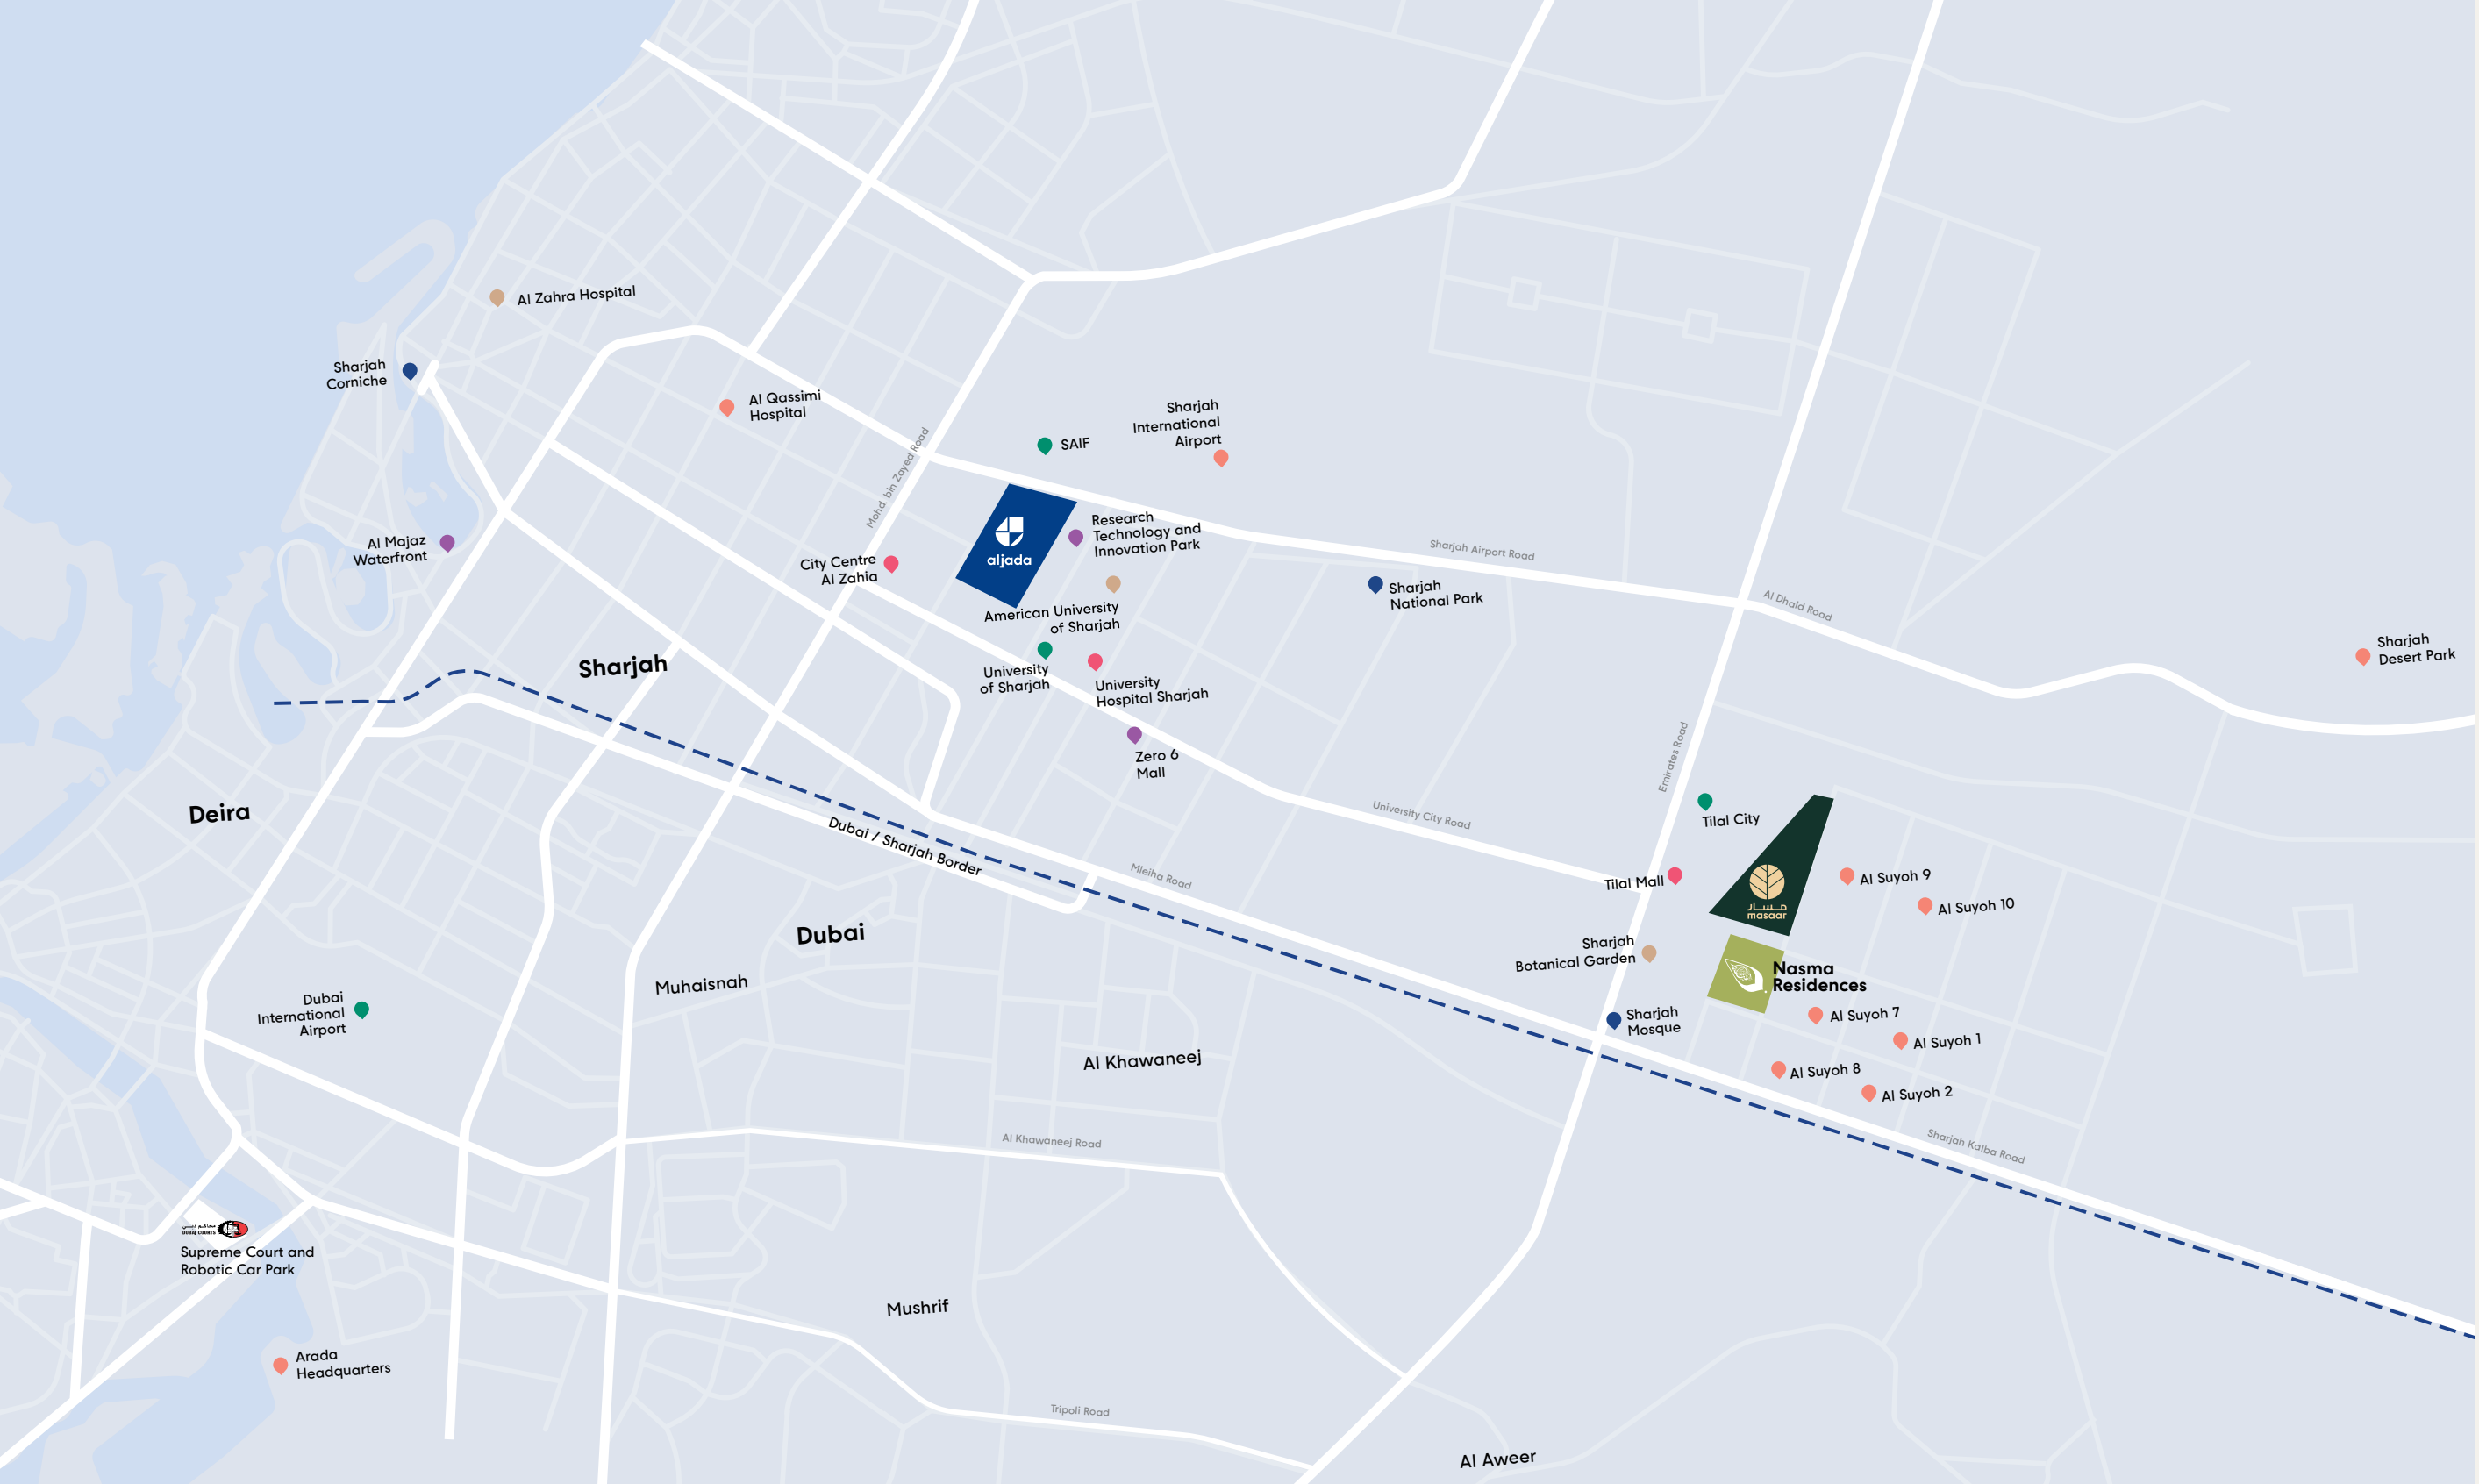 Al Zahra Hospital
Sharjah
Corniche
Al Qassimi
Hospital
Sharjah
International
Airport
SAIF
Mohd. bin Zayed Road
aljada
Research
Technology and
Innovation Park
Al Majaz
Waterfront
City Centre
Al Zahia
Sharjah Airport Road
Sharjah
National Park
Al Dhaid Road
American University
of Sharjah
Sharjah
Desert Park
Sharjah
University
of Sharjah
University
Hospital Sharjah
Zero 6
Mall
Emirates Road
Deira
Dubai / Sharjah Border
University City Road
Tilal City
Mleiha Road
Tilal Mall
مسار
masaar
Al Suyoh 9
Al Suyoh 10
Dubai
Sharjah
Botanical Garden
Nasma
Residences
Muhaisnah
Dubai
International
Airport
Sharjah
Mosque
Al Suyoh 7
Al Suyoh 1
Al Khawaneej
Al Suyoh 8
Al Suyoh 2
Al Khawaneej Road
Sharjah Kalba Road
محاكم دبي
DUBAI COURTS
Supreme Court and
Robotic Car Park
Mushrif
Arada
Headquarters
Tripoli Road
Al Aweer